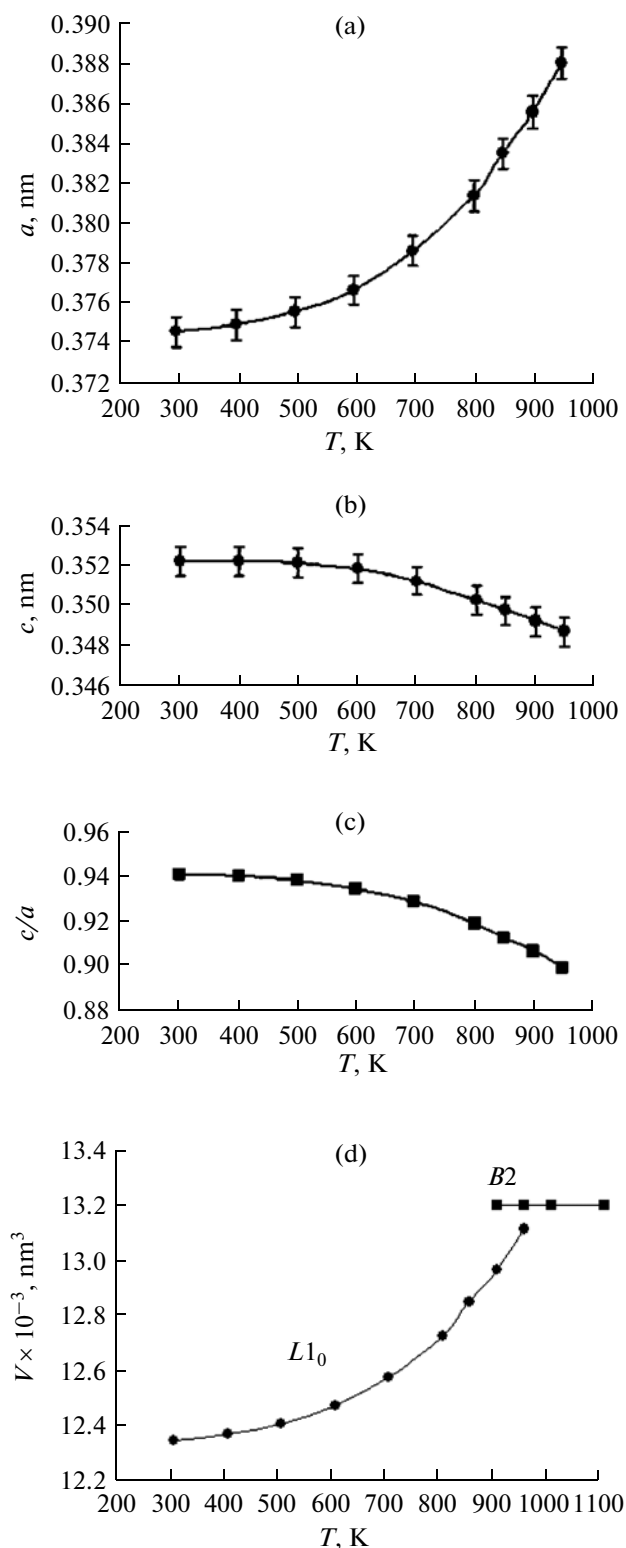 (a)
0.390
0.388
0.386
0.384
0.382
0.380
0.378
0.376
0.374
0.372
a, nm
200 300 400 500 600 700 800 900 1000
T, K
(b)
0.354
0.352
0.350
0.348
0.346
c, nm
200 300 400 500 600 700 800 900 1000
T, K
(c)
0.96
0.94
0.92
0.90
0.88
c/a
200 300 400 500 600 700 800 900 1000
T, K
(d)
13.4
13.2
13.0
12.8
12.6
12.4
12.2
V × 10⁻³, nm³
B2
L1₀
200 300 400 500 600 700 800 900 1000 1100
T, K